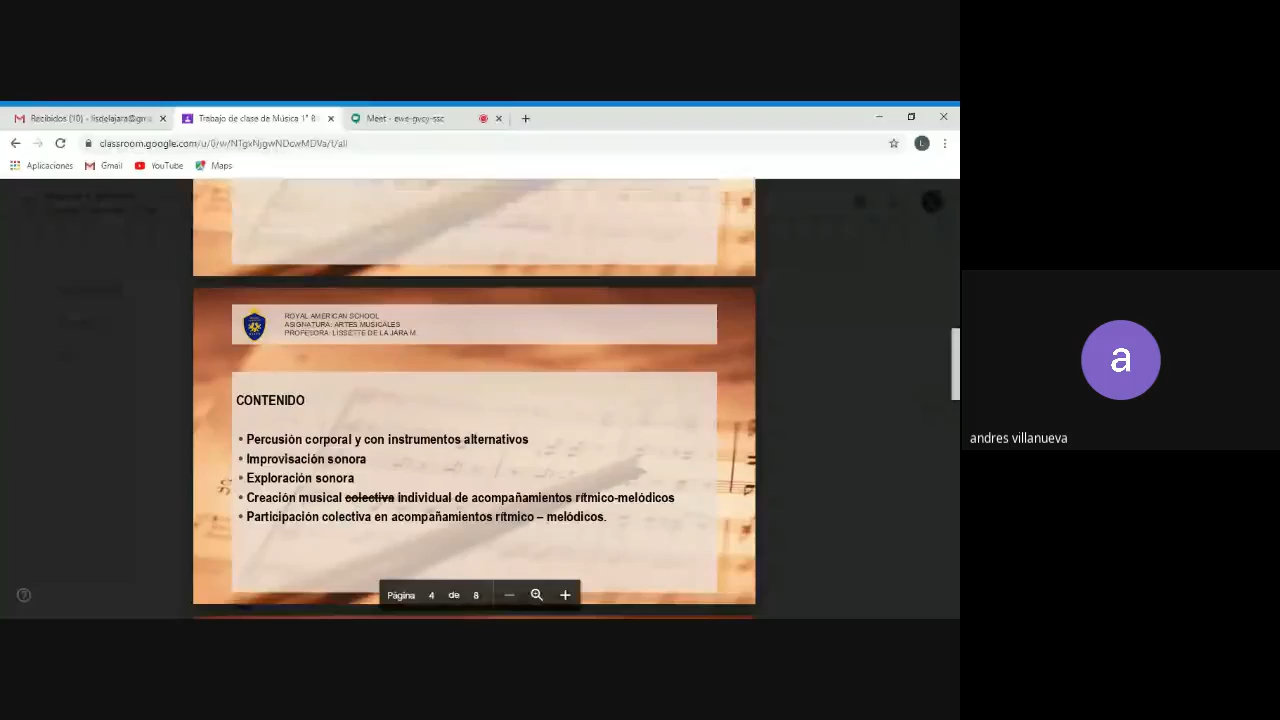 Recibidos (10) - lisdelajara@gm
Trabajo de clase de Música 1° B
Meet - ewe-gvcy-ssc
classroom.google.com/u/0/w/NTgxNjgwNDcwMDVa/t/all
Aplicaciones
Gmail
YouTube
Maps
L
ROYAL AMERICAN SCHOOL
ASIGNATURA: ARTES MUSICALES
PROFESORA: LISSETTE DE LA JARA M.
CONTENIDO
• Percusión corporal y con instrumentos alternativos
• Improvisación sonora
• Exploración sonora
• Creación musical colectiva individual de acompañamientos rítmico-melódicos
• Participación colectiva en acompañamientos rítmico – melódicos.
Página 4 de 8
a
andres villanueva